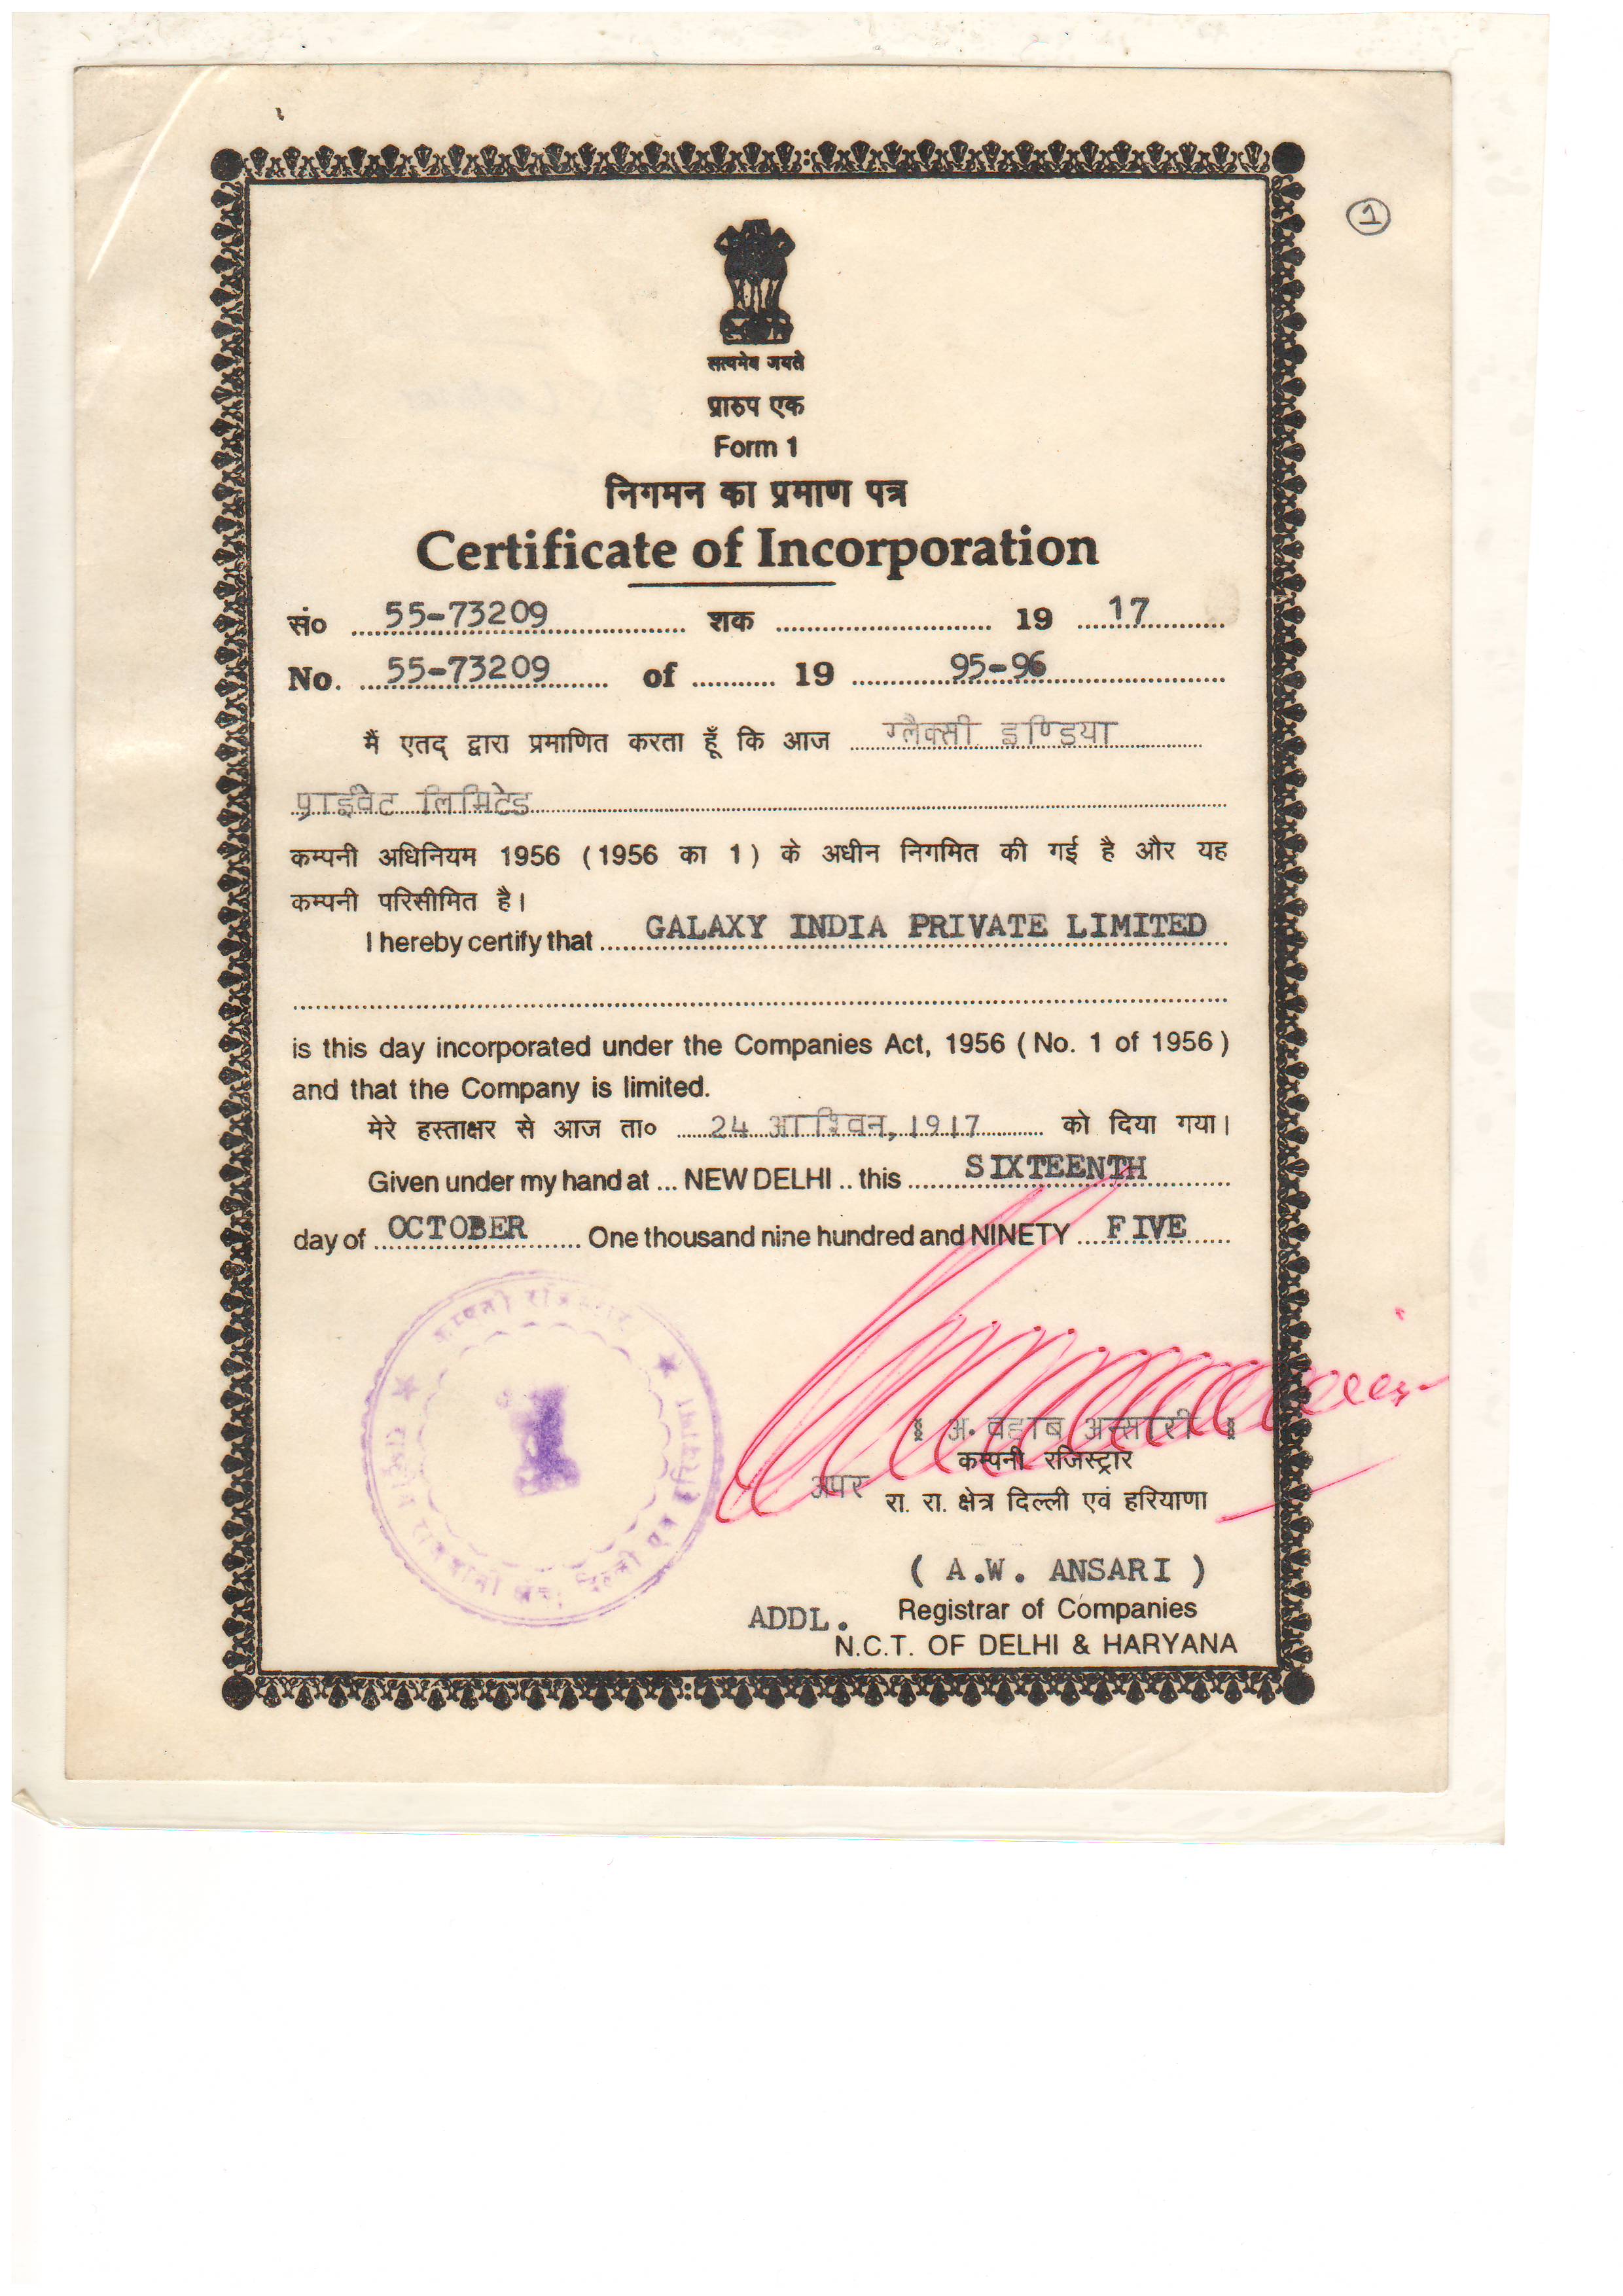 1
सत्यमेव जयते
प्रारुप एक
Form 1
निगमन का प्रमाण पत्र
Certificate of Incorporation
सं० 55-73209 शक 19 17
No. 55-73209 of 19 95-96
मैं एतद् द्वारा प्रमाणित करता हूँ कि आज ग्लैक्सी इण्डिया
प्राईवेट लिमिटेड
कम्पनी अधिनियम 1956 (1956 का 1) के अधीन निगमित की गई है और यह
कम्पनी परिसीमित है।
I hereby certify that GALAXY INDIA PRIVATE LIMITED
is this day incorporated under the Companies Act, 1956 (No. 1 of 1956)
and that the Company is limited.
मेरे हस्ताक्षर से आज ता० 24 आश्विन, 1917 को दिया गया।
Given under my hand at ... NEW DELHI .. this SIXTEENTH
day of OCTOBER One thousand nine hundred and NINETY FIVE
अ. वहाब अन्सारी
कम्पनी रजिस्ट्रार
अपर रा. रा. क्षेत्र दिल्ली एवं हरियाणा
( A.W. ANSARI )
ADDL. Registrar of Companies
N.C.T. OF DELHI & HARYANA